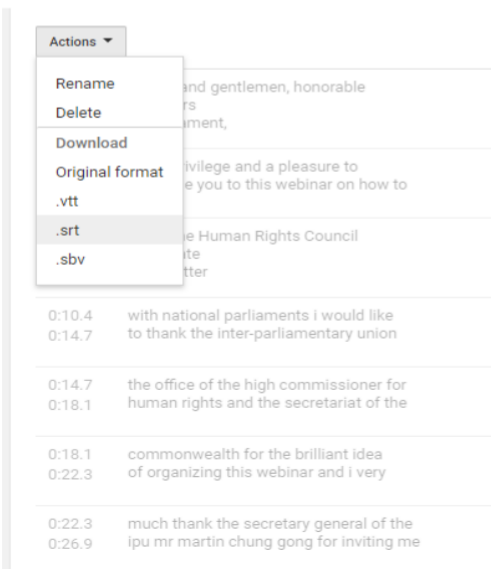 Actions
Rename
Delete
Download
Original format
.vtt
.srt
.sbv
and gentlemen, honorable
to
you to this webinar on how to
Human Rights Council
0:10.4 with national parliaments i would like
0:14.7 to thank the inter-parliamentary union
0:14.7 the office of the high commissioner for
0:18.1 human rights and the secretariat of the
0:18.1 commonwealth for the brilliant idea
0:22.3 of organizing this webinar and i very
0:22.3 much thank the secretary general of the
0:26.9 ipu mr martin chung gong for inviting me